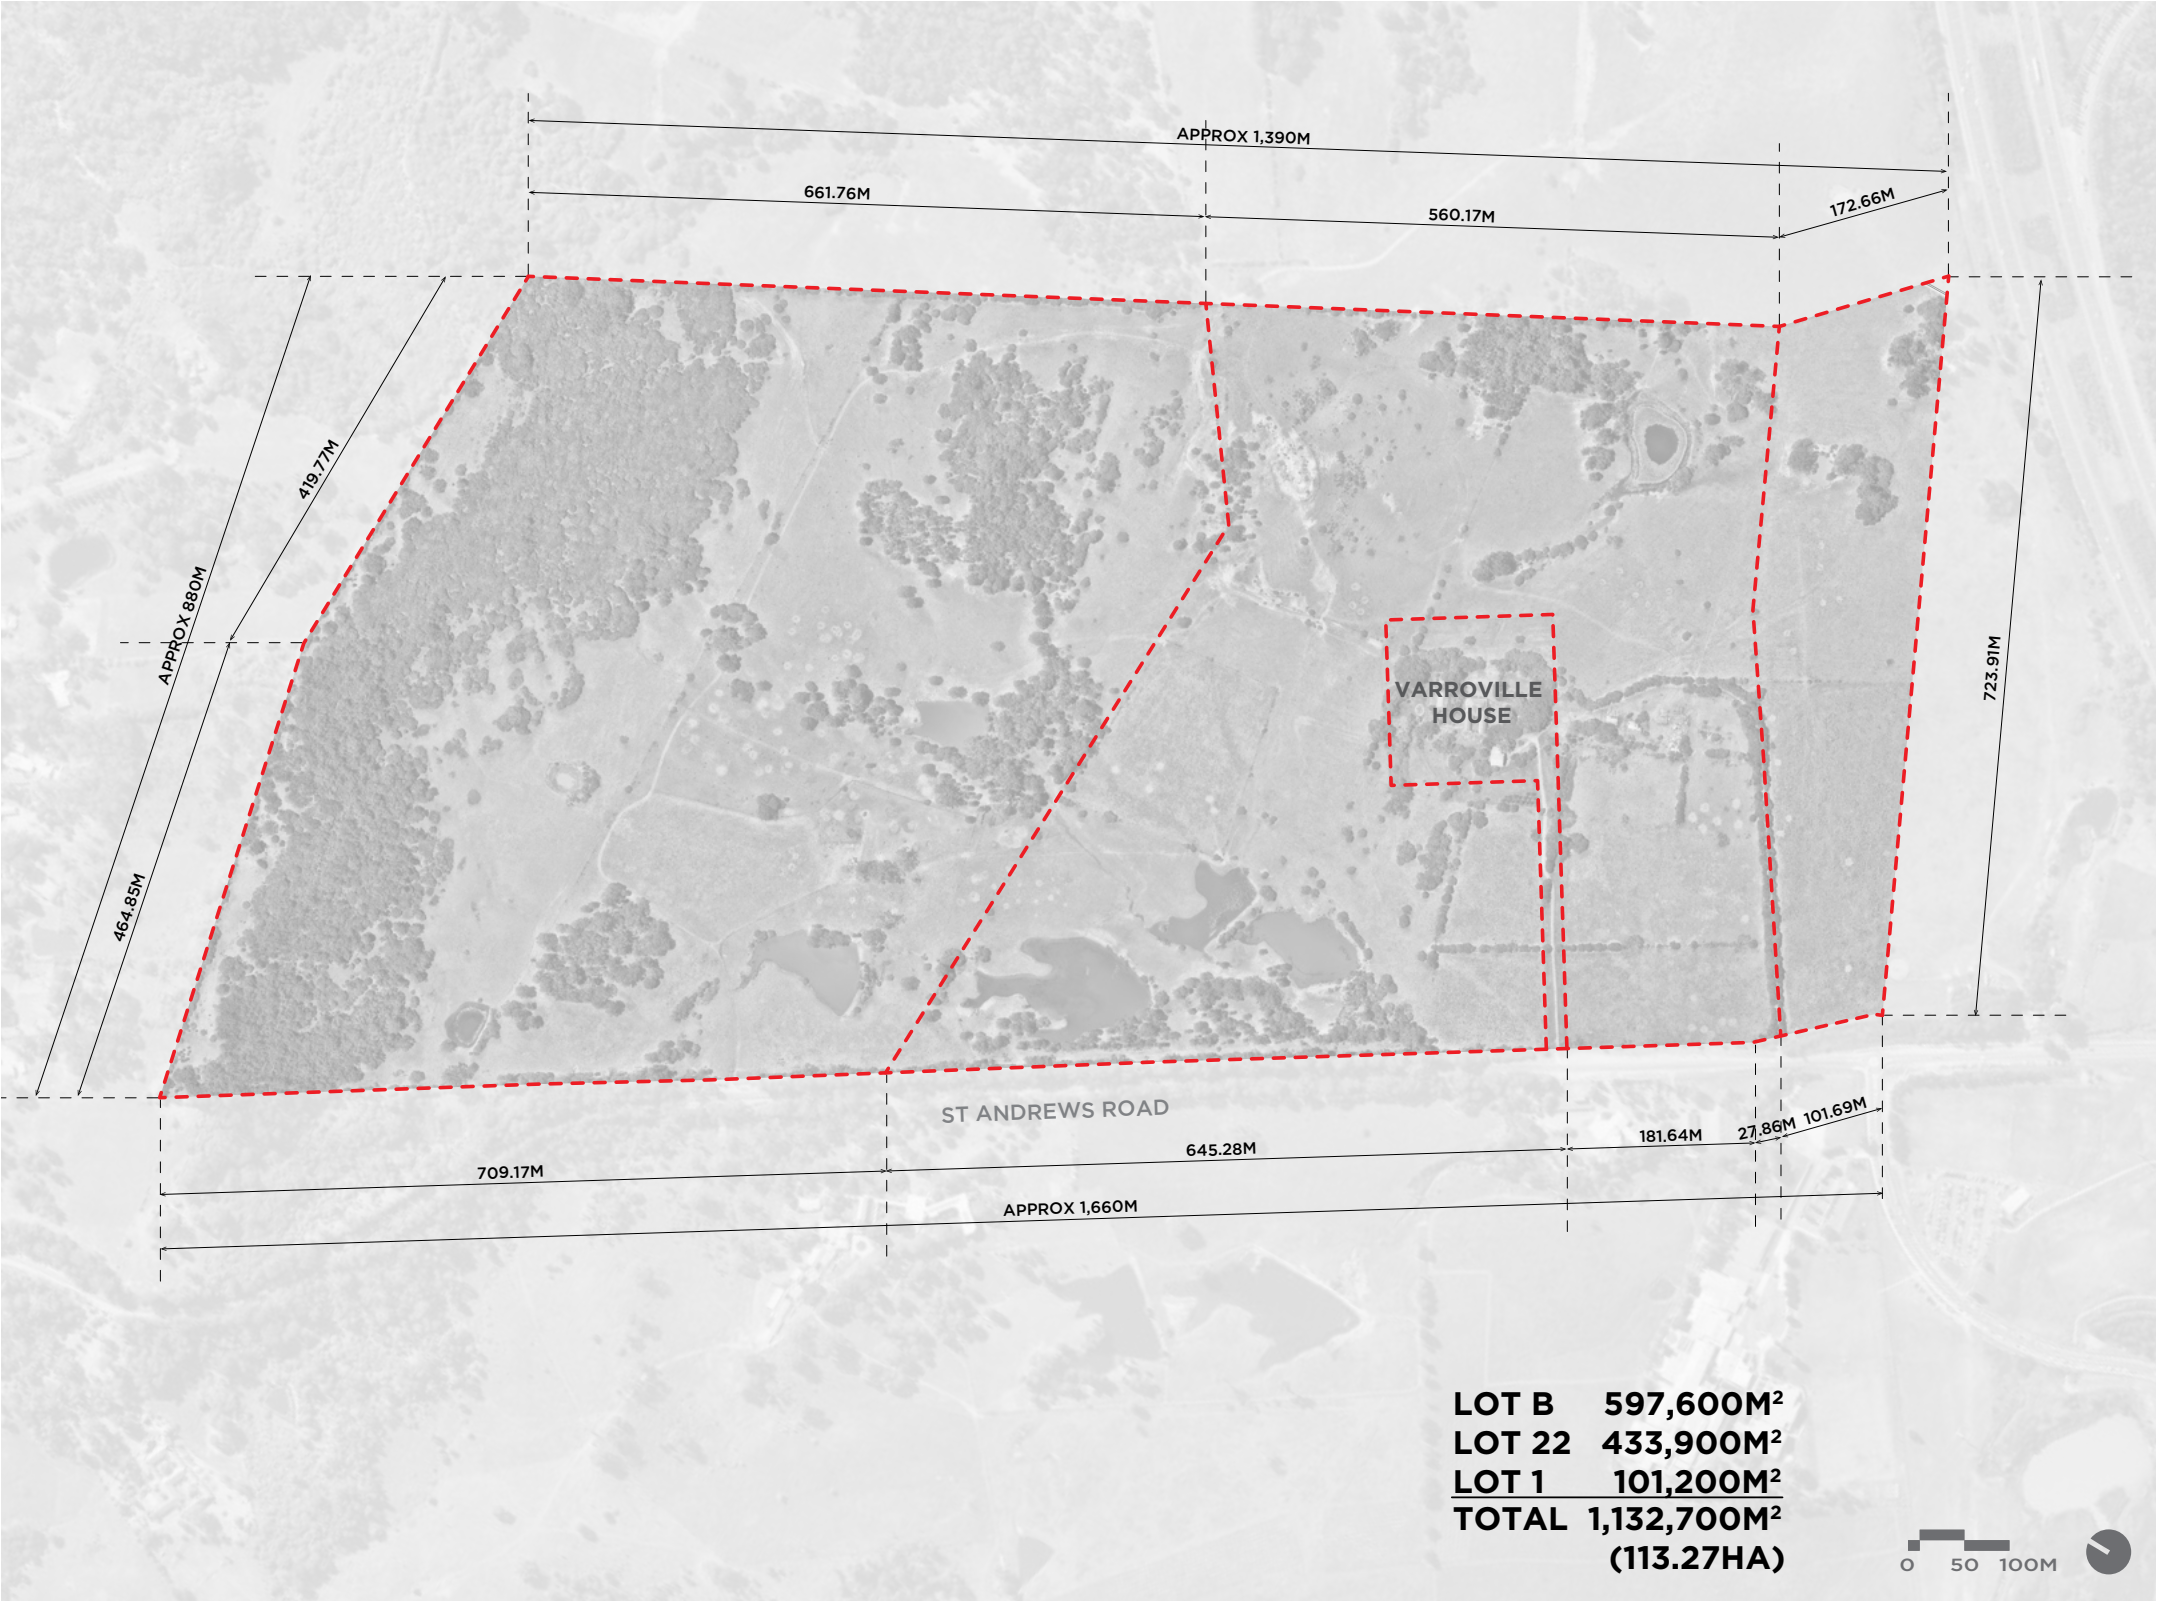 APPROX 1,390M
661.76M
560.17M
172.66M
419.77M
APPROX 880M
464.85M
723.91M
VARROVILLE
HOUSE
ST ANDREWS ROAD
709.17M
645.28M
181.64M
27.86M
101.69M
APPROX 1,660M
LOT B 597,600M²
LOT 22 433,900M²
LOT 1 101,200M²
TOTAL 1,132,700M²
(113.27HA)
0 50 100M